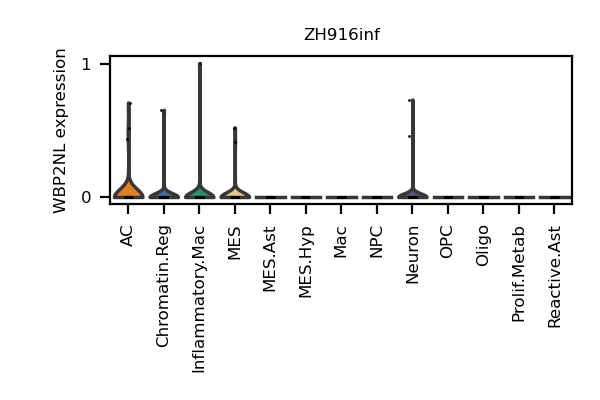 ZH916inf
WBP2NL expression
1
0
AC
Chromatin.Reg
Inflammatory.Mac
MES
MES.Ast
MES.Hyp
Mac
NPC
Neuron
OPC
Oligo
Prolif.Metab
Reactive.Ast